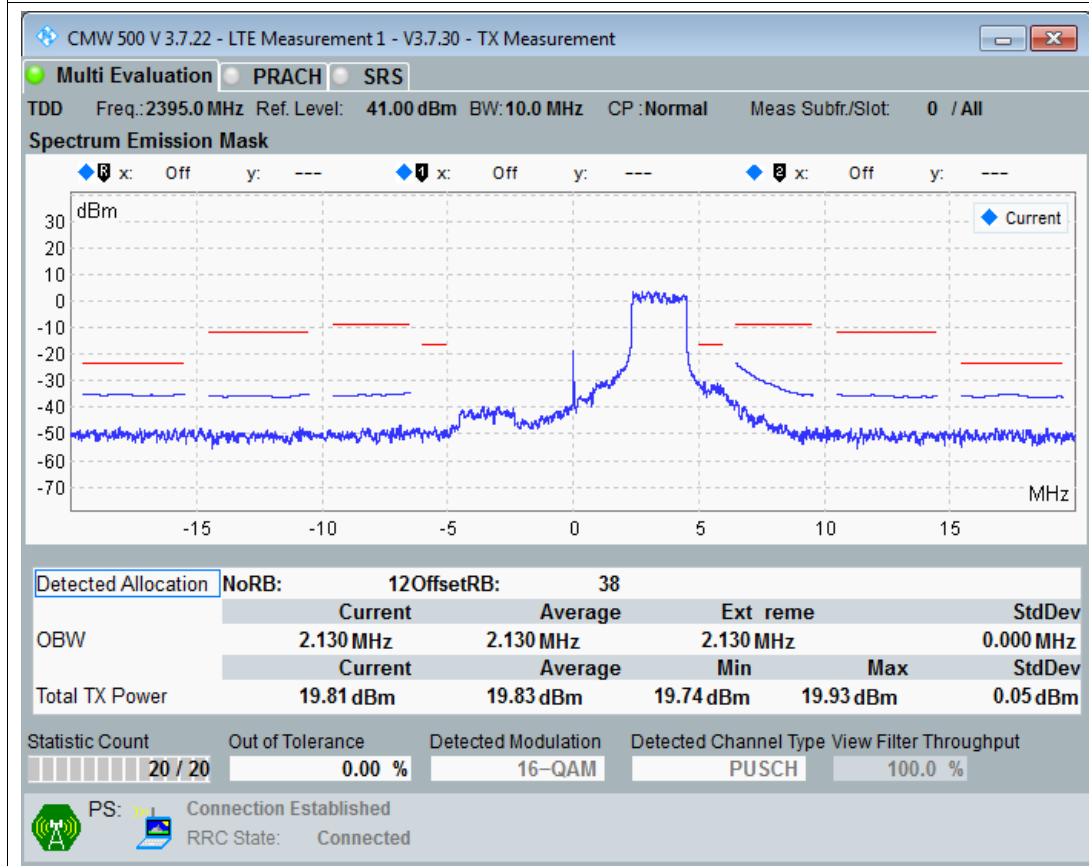 CMW 500 V 3.7.22 - LTE Measurement 1 - V3.7.30 - TX Measurement
Multi Evaluation PRACH SRS
TDD Freq.: 2395.0 MHz Ref. Level: 41.00 dBm BW: 10.0 MHz CP : Normal Meas Subfr./Slot: 0 / All
Spectrum Emission Mask
R x: Off y: --- 1 x: Off y: --- 2 x: Off y: ---
dBm
Current
30
20
10
0
-10
-20
-30
-40
-50
-60
-70
MHz
-15 -10 -5 0 5 10 15
Detected Allocation NoRB: 12 OffsetRB: 38
Current Average Ext reme StdDev
OBW 2.130 MHz 2.130 MHz 2.130 MHz 0.000 MHz
Current Average Min Max StdDev
Total TX Power 19.81 dBm 19.83 dBm 19.74 dBm 19.93 dBm 0.05 dBm
Statistic Count Out of Tolerance Detected Modulation Detected Channel Type View Filter Throughput
20 / 20 0.00 % 16-QAM PUSCH 100.0 %
PS: Connection Established
RRC State: Connected